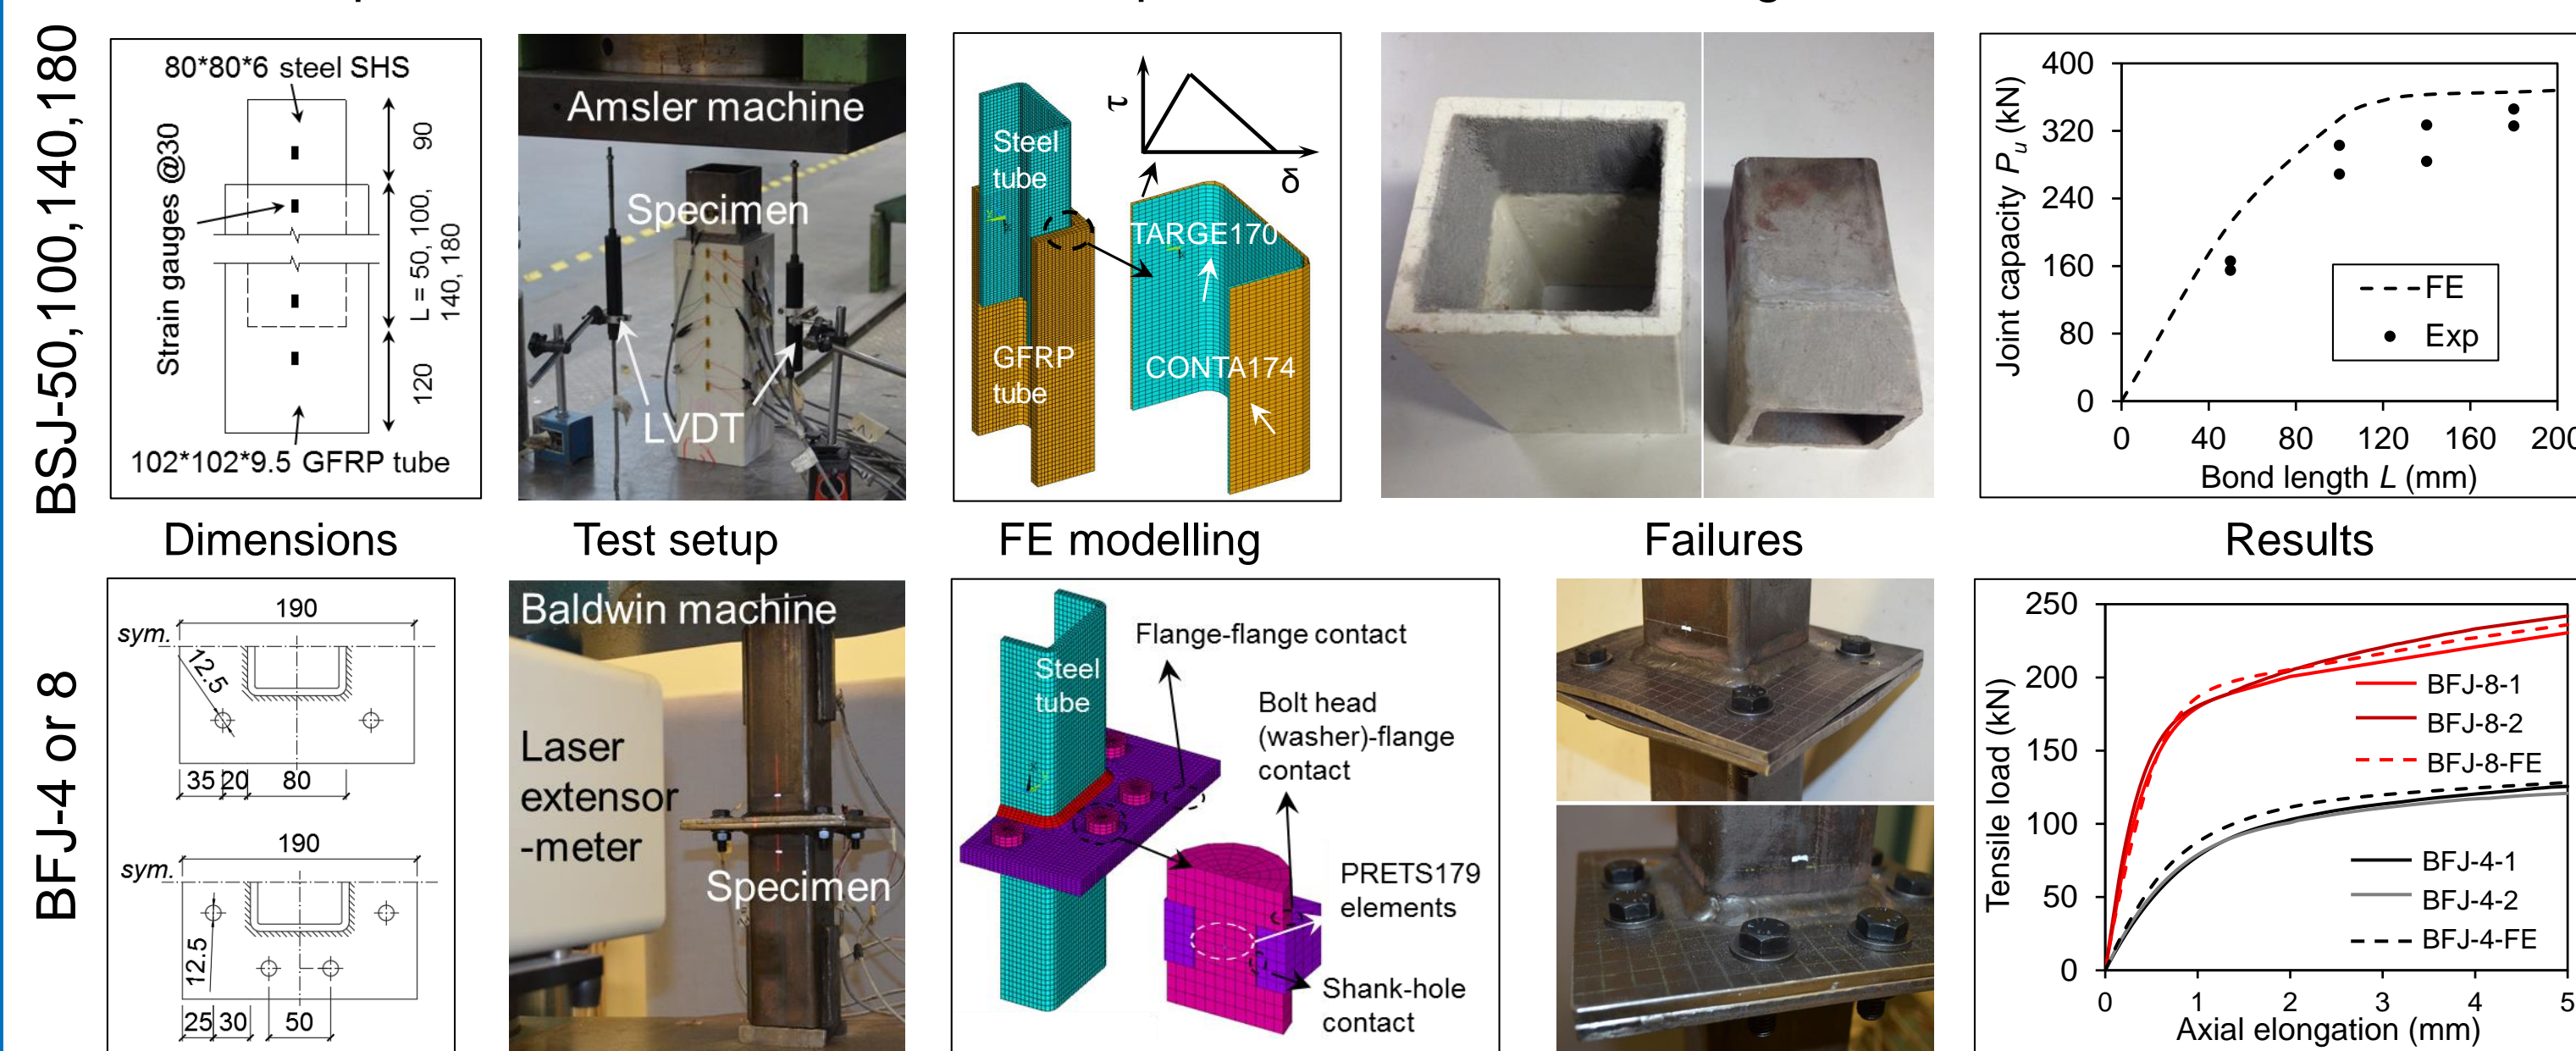 BSJ-50,100,140,180
80*80*6 steel SHS
Strain gauges @30
90
L = 50, 100,
140, 180
120
102*102*9.5 GFRP tube
Amsler machine
Specimen
LVDT
τ
δ
Steel
tube
TARGE170
GFRP
tube
CONTA174
Joint capacity Pu (kN)
400
320
240
160
80
0
FE
Exp
0 40 80 120 160 200
Bond length L (mm)
Dimensions
Test setup
FE modelling
Failures
Results
BFJ-4 or 8
190
sym.
12.5
35 20 80
190
sym.
12.5
25 30 50
Baldwin machine
Laser
extensor
-meter
Specimen
Flange-flange contact
Steel
tube
Bolt head
(washer)-flange
contact
PRETS179
elements
Shank-hole
contact
Tensile load (kN)
250
200
150
100
50
0
BFJ-8-1
BFJ-8-2
BFJ-8-FE
BFJ-4-1
BFJ-4-2
BFJ-4-FE
0 1 2 3 4 5
Axial elongation (mm)